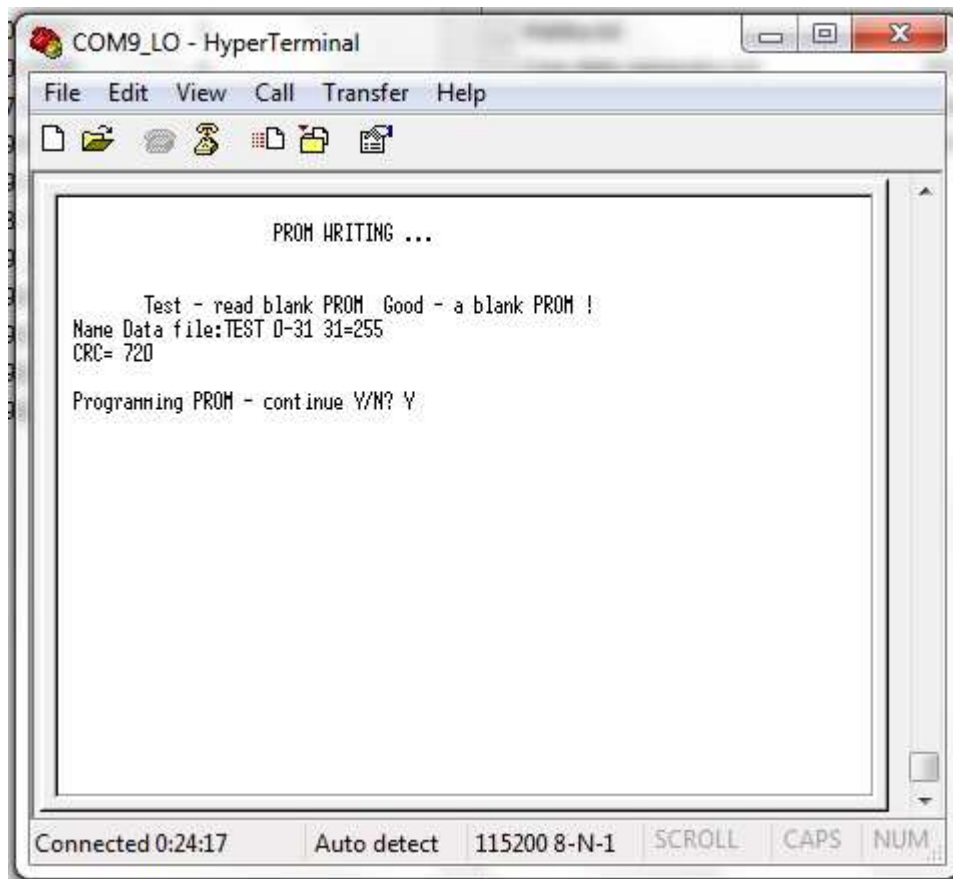 COM9_LO - HyperTerminal
File Edit View Call Transfer Help
PROM WRITING ...
Test - read blank PROM Good - a blank PROM !
Name Data file:TEST 0-31 31=255
CRC= 720
Programming PROM - continue Y/N? Y
Connected 0:24:17 Auto detect 115200 8-N-1 SCROLL CAPS NUM